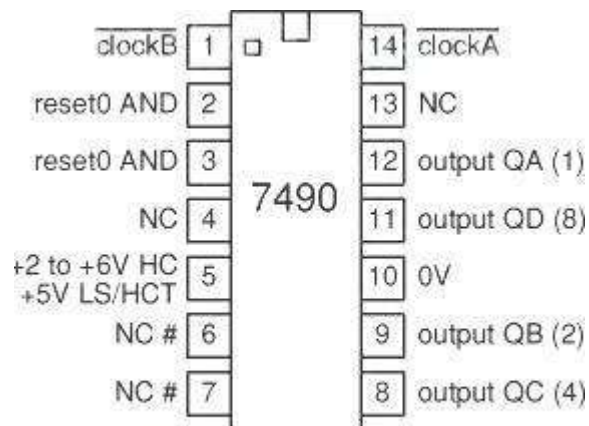 clockB 1
reset0 AND 2
reset0 AND 3
NC 4
+2 to +6V HC
+5V LS/HCT 5
NC # 6
NC # 7
7490
14 clockA
13 NC
12 output QA (1)
11 output QD (8)
10 0V
9 output QB (2)
8 output QC (4)